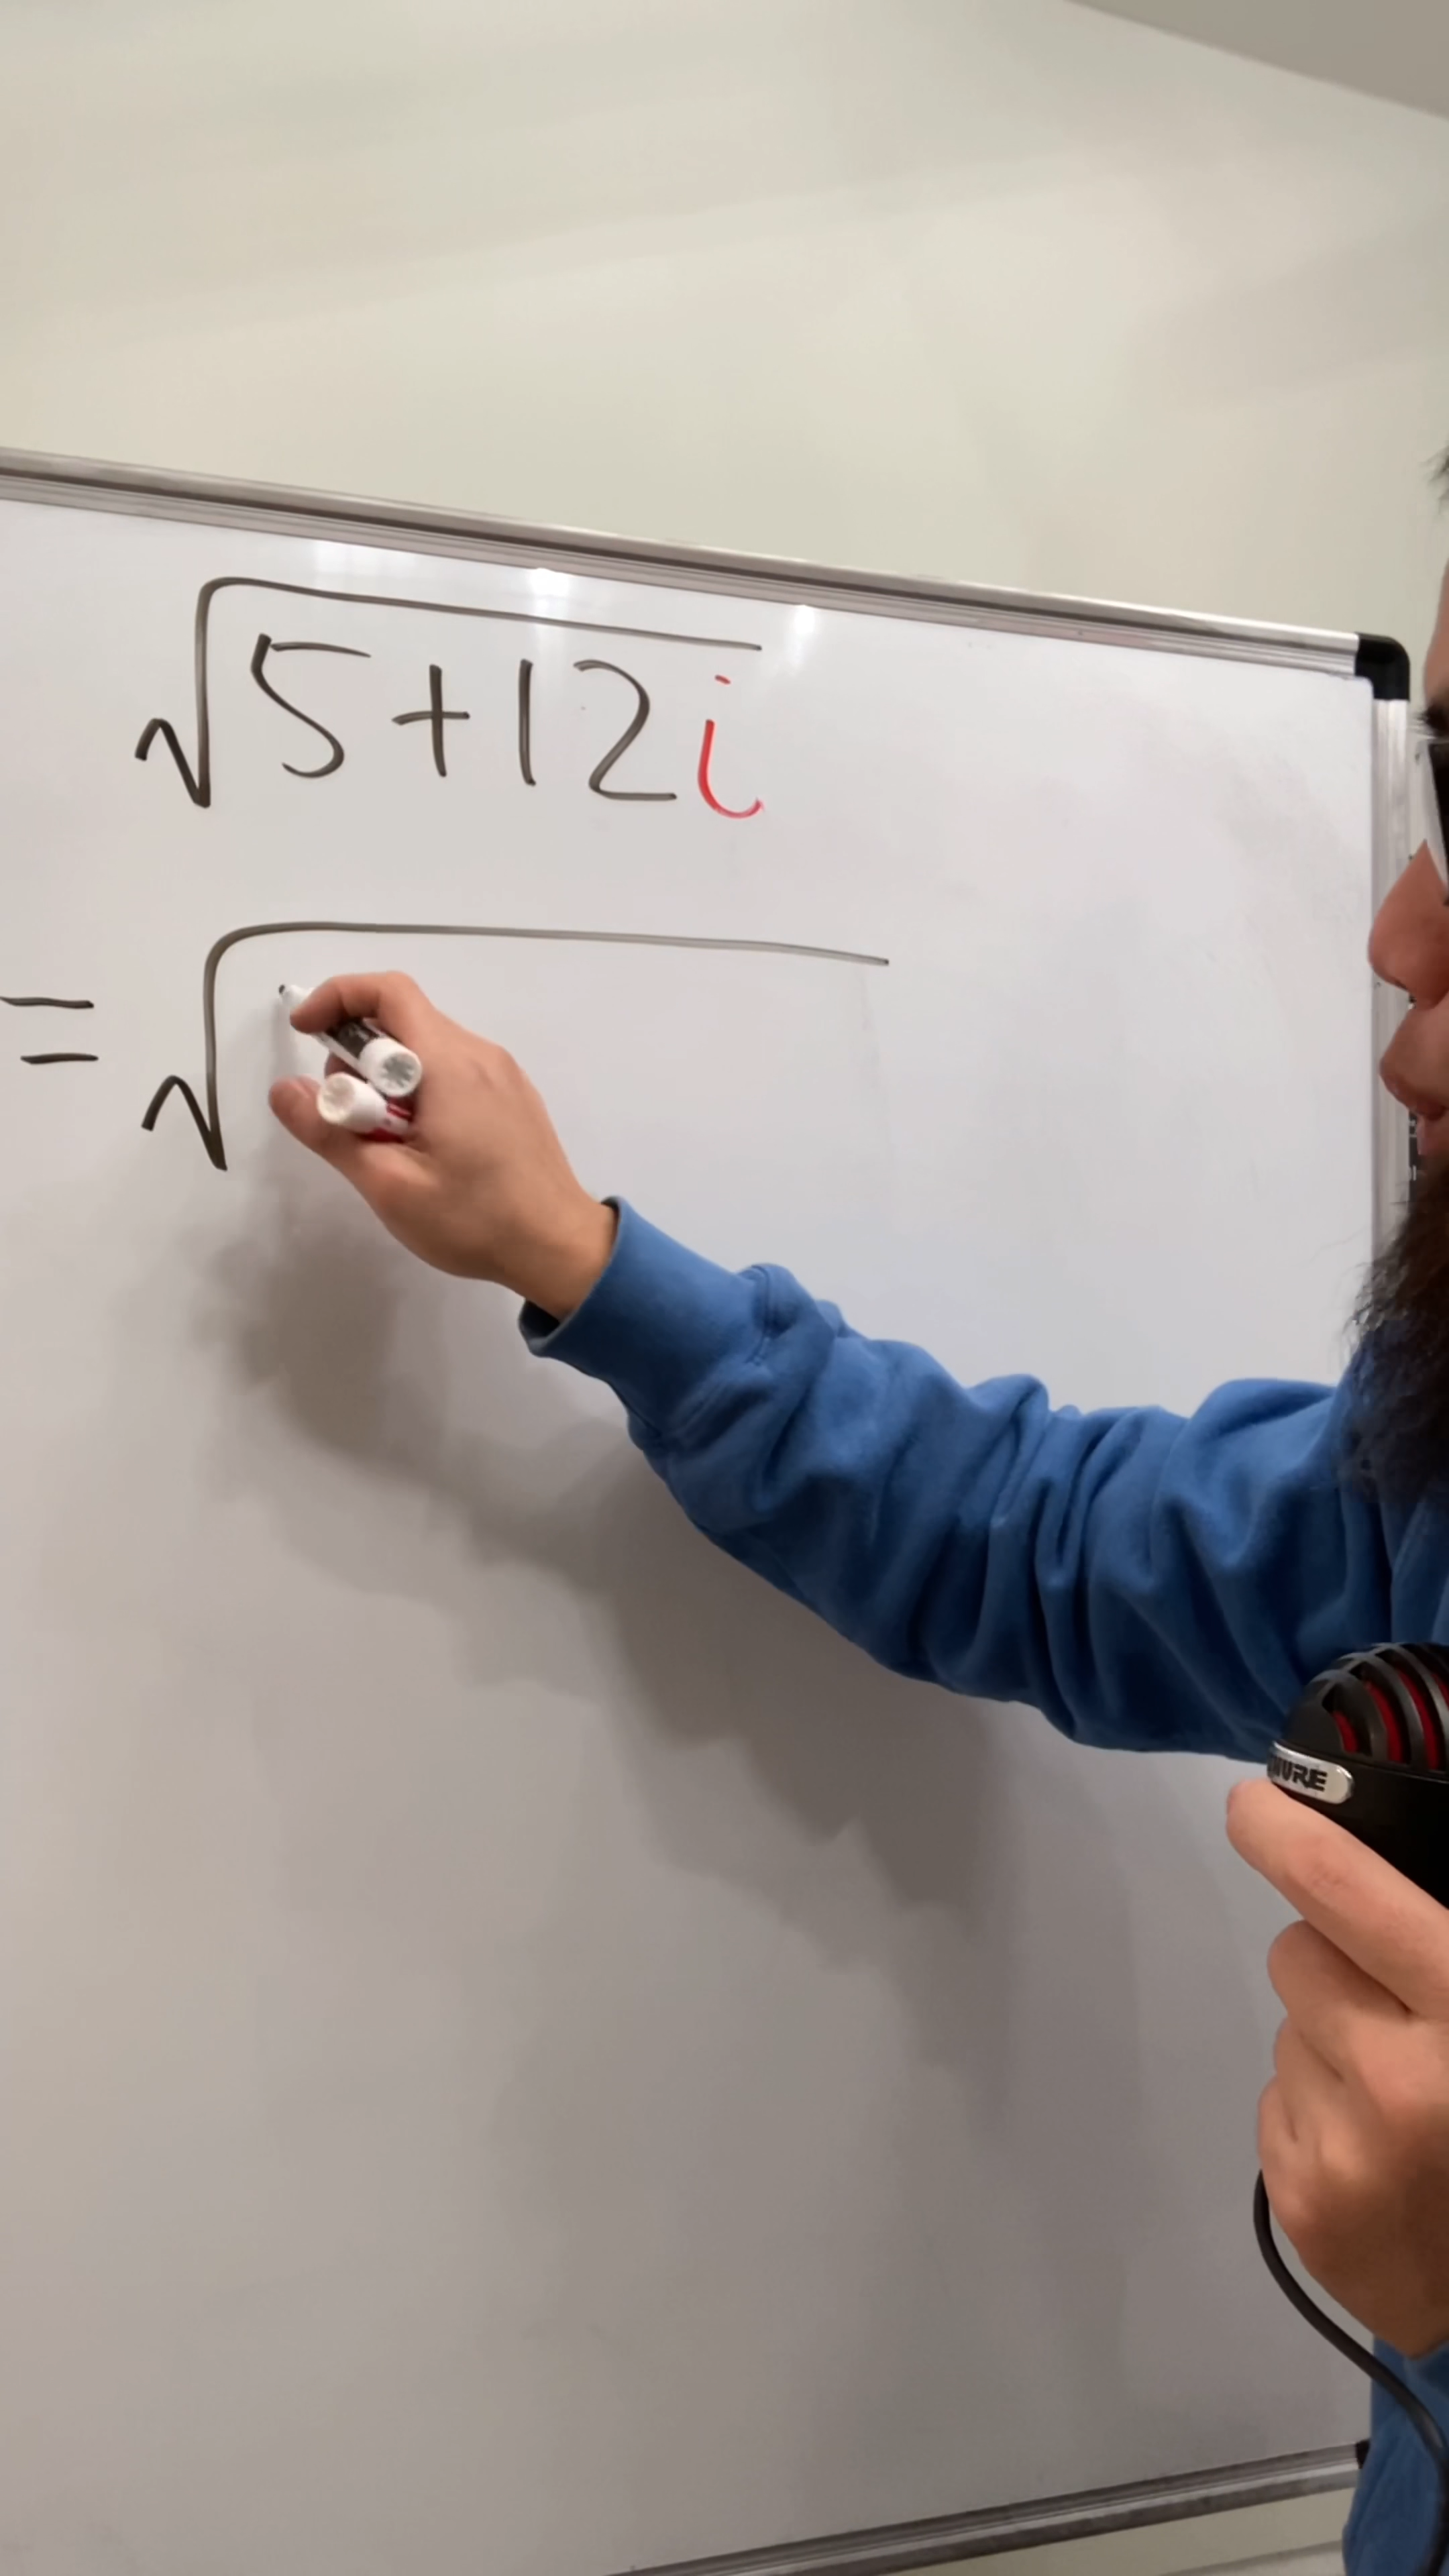 √5+12i
= √